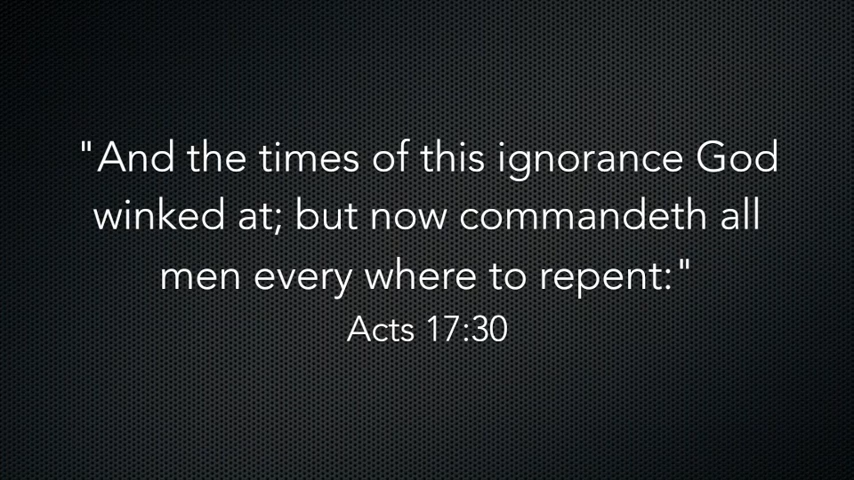 "And the times of this ignorance God
winked at; but now commandeth all
men every where to repent:"
Acts 17:30